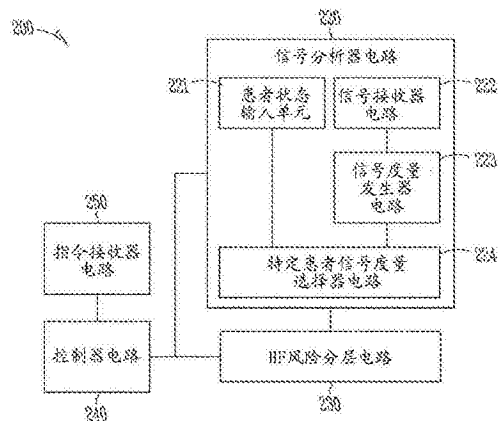 200
220
信号分析器电路
221
患者状态
输入单元
222
信号接收器
电路
223
信号度量
发生器
电路
224
特定患者信号度量
选择器电路
250
指令接收器
电路
控制器电路
240
HF风险分层电路
230